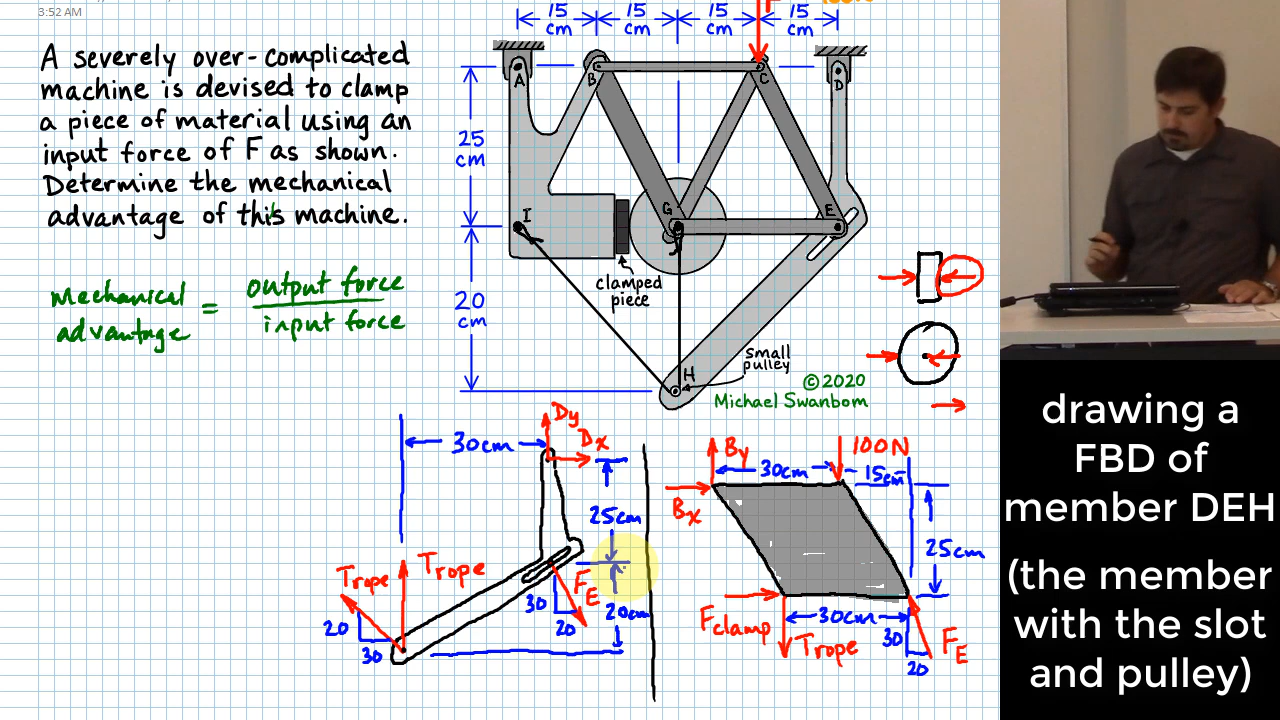 3:52 AM
A severely over-complicated
machine is devised to clamp
a piece of material using an
input force of F as shown.
Determine the mechanical
advantage of this machine.
Mechanical advantage = output force / input force
15 cm
15 cm
15 cm
15 cm
F
A
B
C
D
25 cm
I
G
E
clamped
piece
20 cm
H
small
pulley
©2020
Michael Swanbom
30cm
Dy
Dx
25cm
Trope
Trope
FE
30
20
20cm
20
30
By
100N
30cm
15cm
Bx
25cm
Fclamp
30cm
Trope
30
20
FE
drawing a
FBD of
member DEH
(the member
with the slot
and pulley)